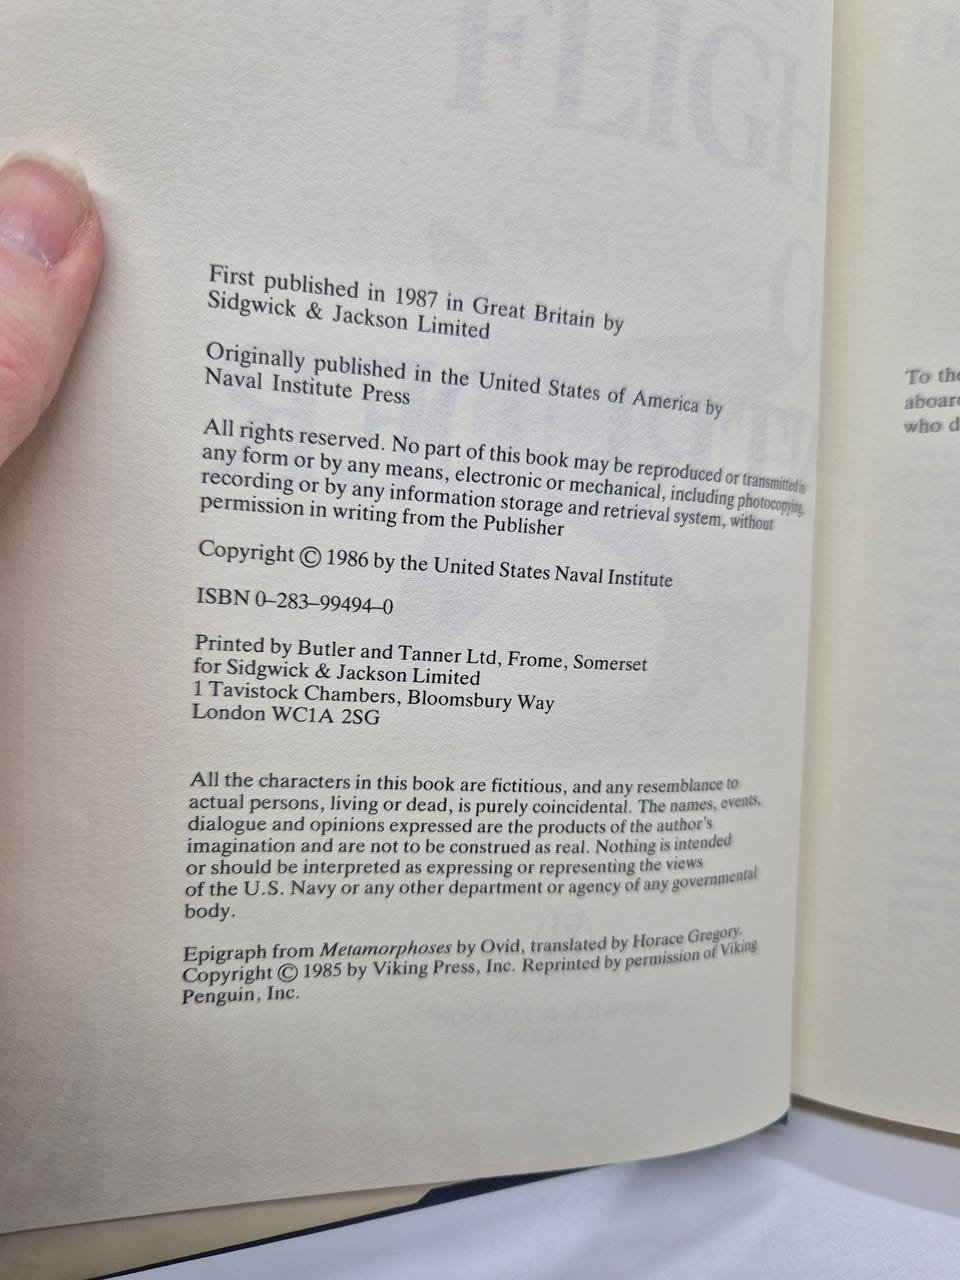 FLIGH
First published in 1987 in Great Britain by
Sidgwick & Jackson Limited
Originally published in the United States of America by
Naval Institute Press
All rights reserved. No part of this book may be reproduced or transmitted in
any form or by any means, electronic or mechanical, including photocopying,
recording or by any information storage and retrieval system, without
permission in writing from the Publisher
Copyright © 1986 by the United States Naval Institute
ISBN 0–283–99494–0
Printed by Butler and Tanner Ltd, Frome, Somerset
for Sidgwick & Jackson Limited
1 Tavistock Chambers, Bloomsbury Way
London WC1A 2SG
All the characters in this book are fictitious, and any resemblance to
actual persons, living or dead, is purely coincidental. The names, events,
dialogue and opinions expressed are the products of the author's
imagination and are not to be construed as real. Nothing is intended
or should be interpreted as expressing or representing the views
of the U.S. Navy or any other department or agency of any governmental
body.
Epigraph from Metamorphoses by Ovid, translated by Horace Gregory.
Copyright © 1985 by Viking Press, Inc. Reprinted by permission of Viking
Penguin, Inc.
SIDGWICK & JACKSON
LONDON
To the
aboar
who d